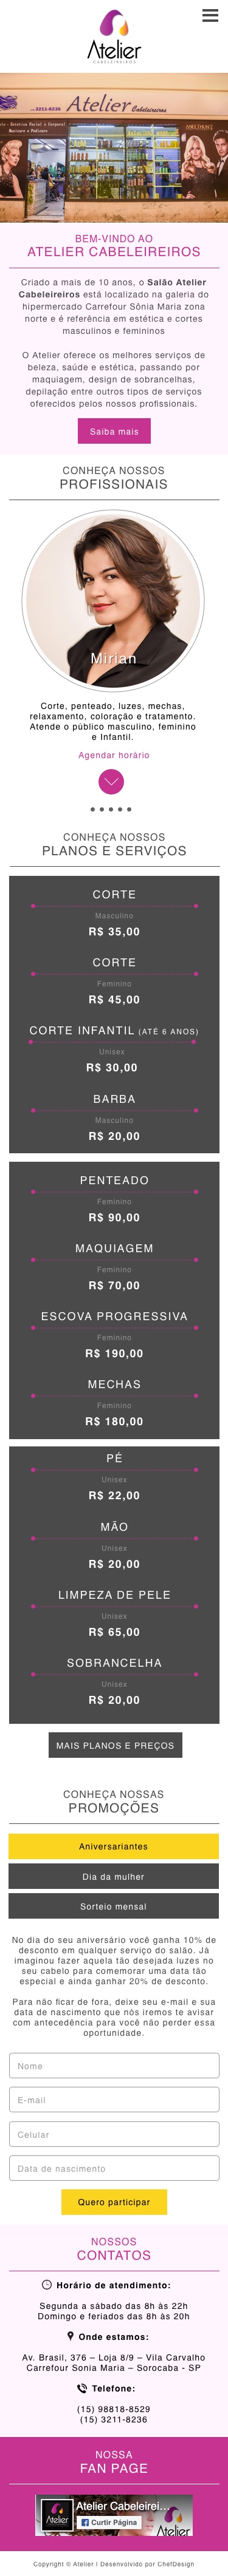 Atelier
CABELEIREIROS
3211-8236
Atelier Cabeleireiros
BEM-VINDO AO
ATELIER CABELEIREIROS
Criado a mais de 10 anos, o Salão Atelier
Cabeleireiros está localizado na galeria do
hipermercado Carrefour Sônia Maria zona
norte e é referência em estética e cortes
masculinos e femininos
O Atelier oferece os melhores serviços de
beleza, saúde e estética, passando por
maquiagem, design de sobrancelhas,
depilação entre outros tipos de serviços
oferecidos pelos nossos profissionais.
Saiba mais
CONHEÇA NOSSOS
PROFISSIONAIS
Mirian
Corte, penteado, luzes, mechas,
relaxamento, coloração e tratamento.
Atende o público masculino, feminino
e Infantil.
Agendar horário
CONHEÇA NOSSOS
PLANOS E SERVIÇOS
CORTE
Masculino
R$ 35,00
CORTE
Feminino
R$ 45,00
CORTE INFANTIL (ATÉ 6 ANOS)
Unisex
R$ 30,00
BARBA
Masculino
R$ 20,00
PENTEADO
Feminino
R$ 90,00
MAQUIAGEM
Feminino
R$ 70,00
ESCOVA PROGRESSIVA
Feminino
R$ 190,00
MECHAS
Feminino
R$ 180,00
PÉ
Unisex
R$ 22,00
MÃO
Unisex
R$ 20,00
LIMPEZA DE PELE
Unisex
R$ 65,00
SOBRANCELHA
Unisex
R$ 20,00
MAIS PLANOS E PREÇOS
CONHEÇA NOSSAS
PROMOÇÕES
Aniversariantes
Dia da mulher
Sorteio mensal
No dia do seu aniversário você ganha 10% de
desconto em qualquer serviço do salão. Já
imaginou fazer aquela tão desejada luzes no
seu cabelo para comemorar uma data tão
especial e ainda ganhar 20% de desconto.
Para não ficar de fora, deixe seu e-mail e sua
data de nascimento que nós iremos te avisar
com antecedência para você não perder essa
oportunidade.
Nome
E-mail
Celular
Data de nascimento
Quero participar
NOSSOS
CONTATOS
Horário de atendimento:
Segunda a sábado das 8h às 22h
Domingo e feriados das 8h às 20h
Onde estamos:
Av. Brasil, 376 – Loja 8/9 – Vila Carvalho
Carrefour Sonia Maria – Sorocaba - SP
Telefone:
(15) 98818-8529
(15) 3211-8236
NOSSA
FAN PAGE
Atelier
Atelier Cabeleirei...
Curtir Página
Copyright © Atelier I Desenvolvido por ChefDesign